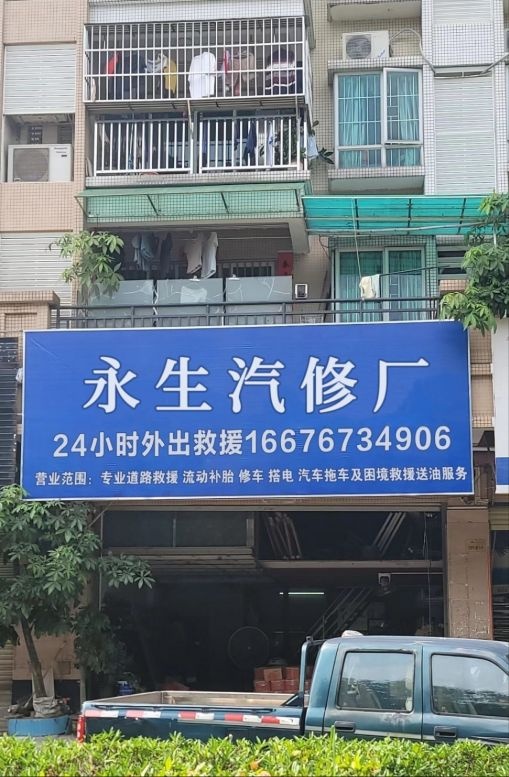 永生汽修厂
24小时外出救援16676734906
营业范围：专业道路救援 流动补胎 修车 搭电 汽车拖车及困境救援送油服务